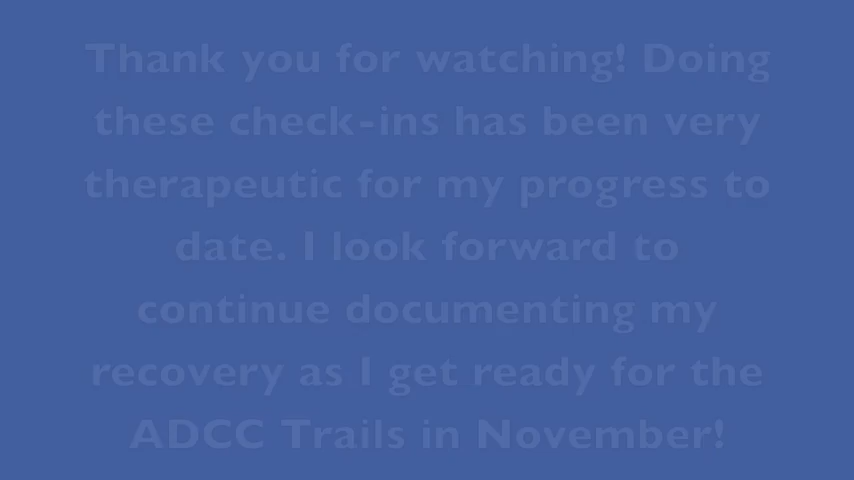 Thank you for watching! Doing
these check-ins has been very
therapeutic for my progress to
date. I look forward to
continue documenting my
recovery as I get ready for the
ADCC Trails in November!